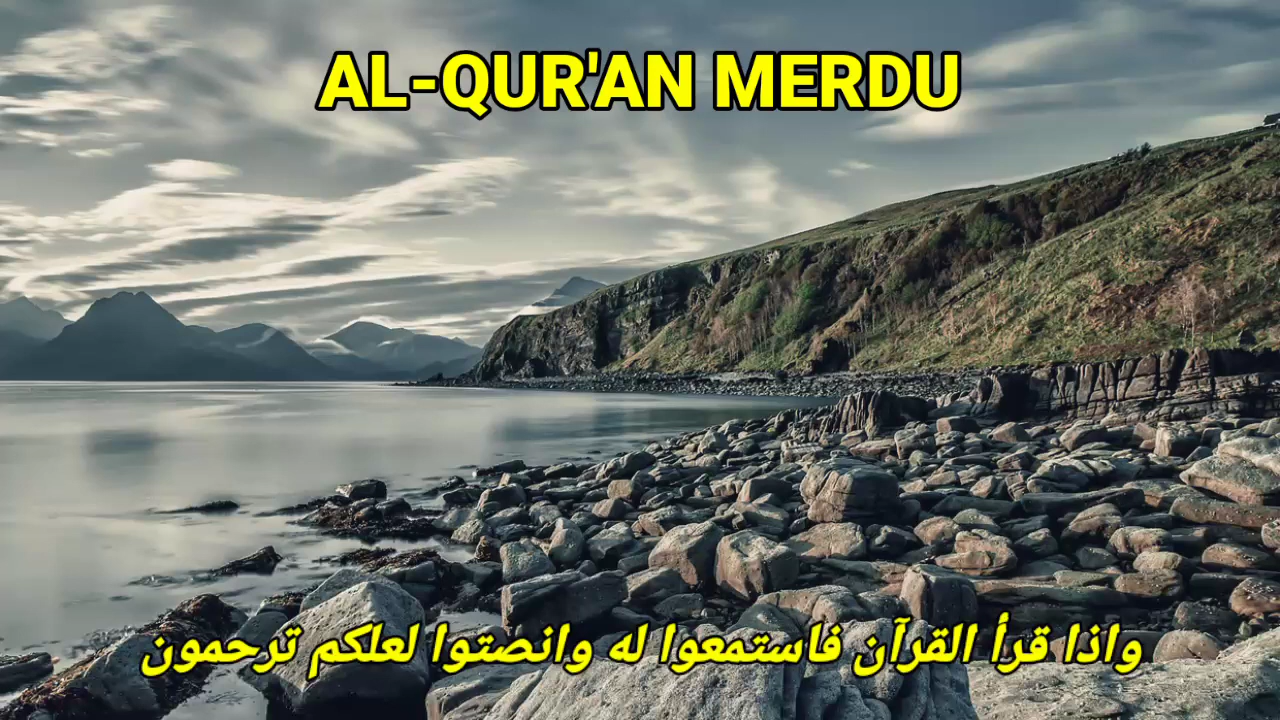 AL-QUR'AN MERDU
واذا قرأ القرآن فاستمعوا له وانصتوا لعلكم ترحمون